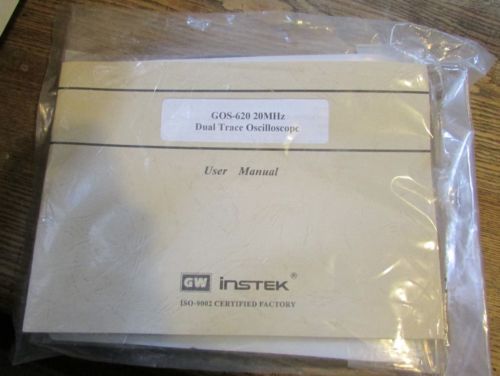 GOS-620 20MHz
Dual Trace Oscilloscope
User Manual
GW INSTEK®
ISO-9002 CERTIFIED FACTORY